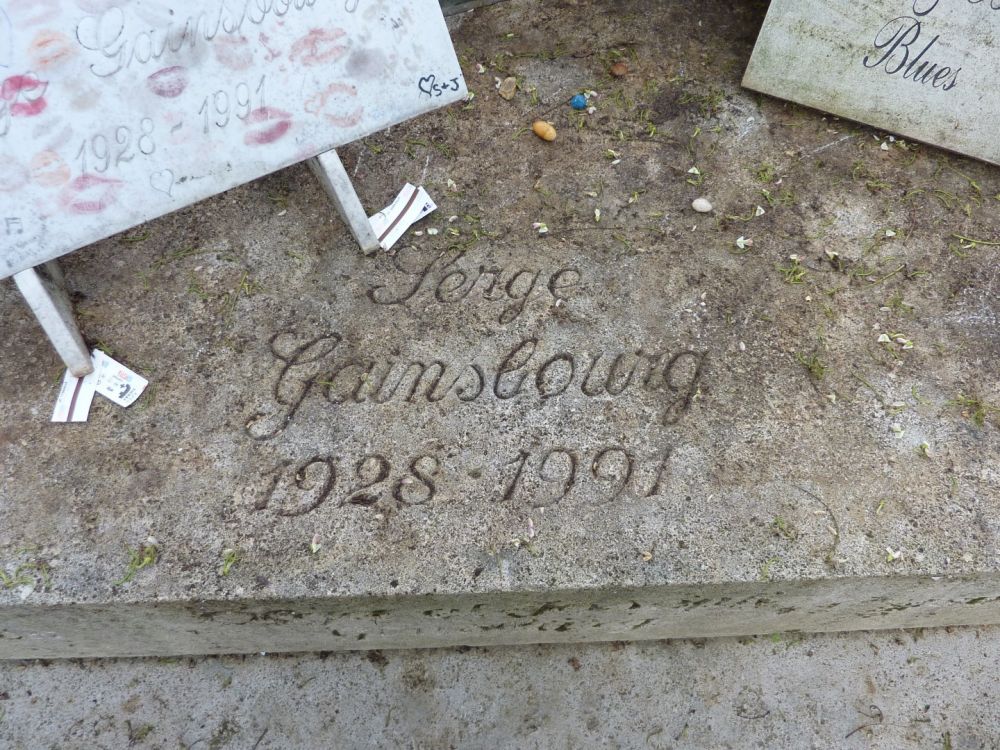 Gainsbourg
1928 - 1991
S+J
Blues
Serge
Gainsbourg
1928 - 1991